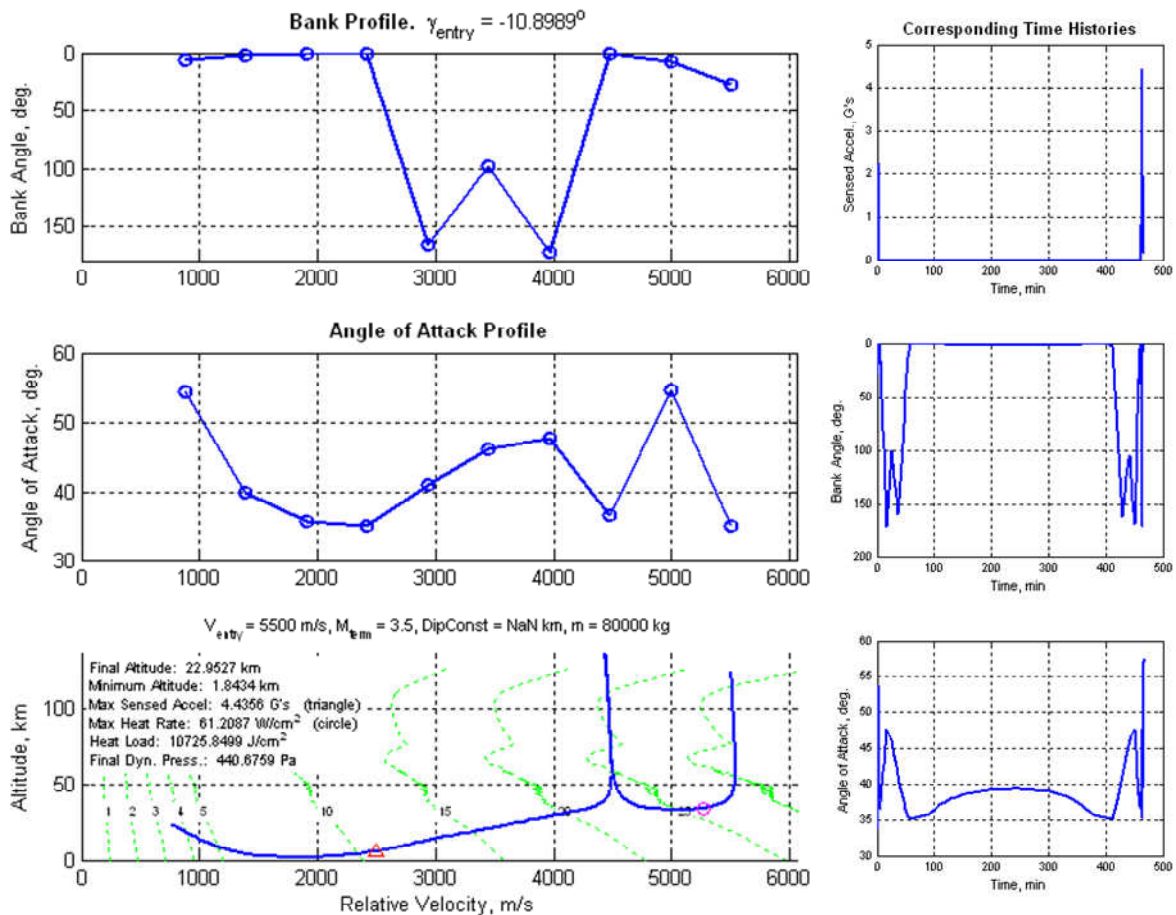 Bank Profile. γentry = -10.8989°
Bank Angle, deg.
0
50
100
150
0 1000 2000 3000 4000 5000 6000
Corresponding Time Histories
Sensed Accel., G's
5
4
3
2
1
0
0 100 200 300 400 500
Time, min
Angle of Attack Profile
Angle of Attack, deg.
60
50
40
30
0 1000 2000 3000 4000 5000 6000
Bank Angle, deg.
0
50
100
150
200
0 100 200 300 400 500
Time, min
Ventry = 5500 m/s, Mterm = 3.5, DipConst = NaN km, m = 80000 kg
Final Altitude: 22.9527 km
Minimum Altitude: 1.8434 km
Max Sensed Accel: 4.4356 G's (triangle)
Max Heat Rate: 61.2087 W/cm² (circle)
Heat Load: 10725.8499 J/cm²
Final Dyn. Press.: 440.6759 Pa
Altitude, km
100
50
0
1 2 3 4 5 10 15 20
0 1000 2000 3000 4000 5000 6000
Relative Velocity, m/s
Angle of Attack, deg.
60
55
50
45
40
35
30
0 100 200 300 400 500
Time, min